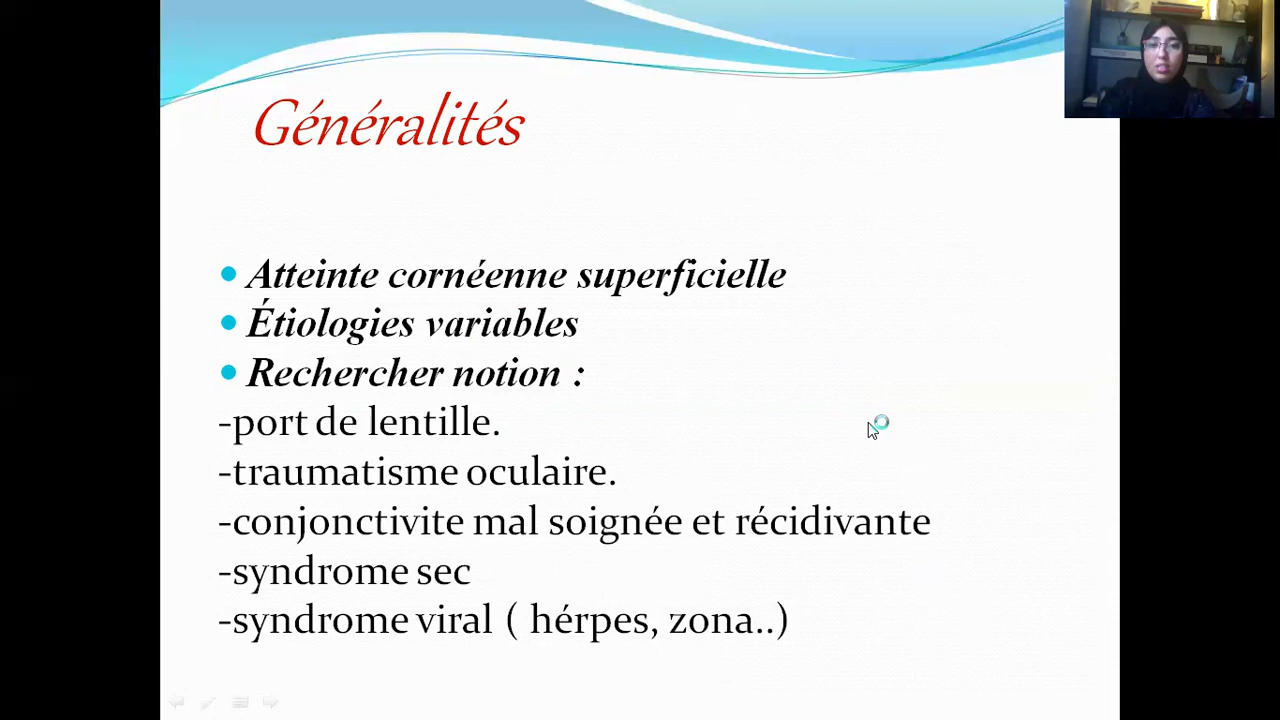 Généralités
Atteinte cornéenne superficielle
Étiologies variables
Rechercher notion :
-port de lentille.
-traumatisme oculaire.
-conjonctivite mal soignée et récidivante
-syndrome sec
-syndrome viral ( hérpes, zona..)